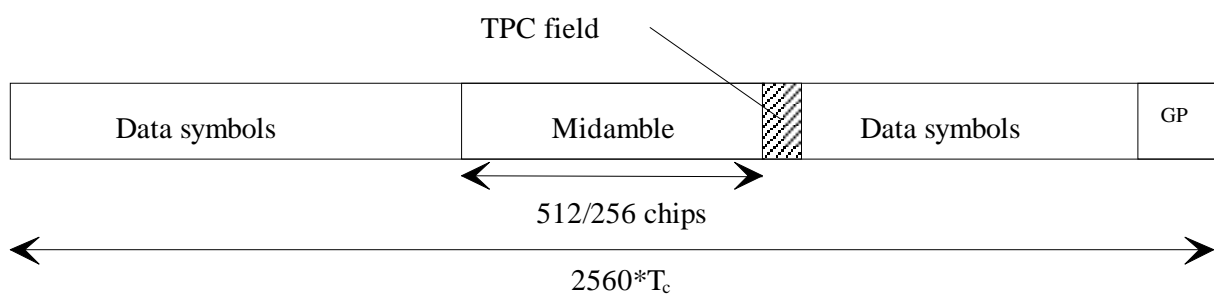 TPC field
Data symbols
Midamble
Data symbols
GP
512/256 chips
2560*Tc